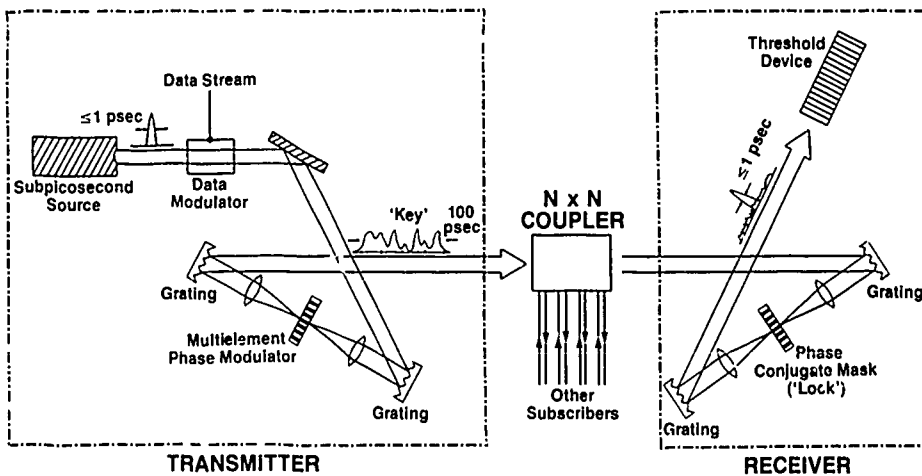 Data Stream
≤1 psec
Subpicosecond
Source
Data
Modulator
'Key'
100
psec
Grating
Multielement
Phase Modulator
Grating
TRANSMITTER
N x N
COUPLER
Other
Subscribers
Threshold
Device
≤1 psec
Grating
Phase
Conjugate Mask
('Lock')
Grating
RECEIVER